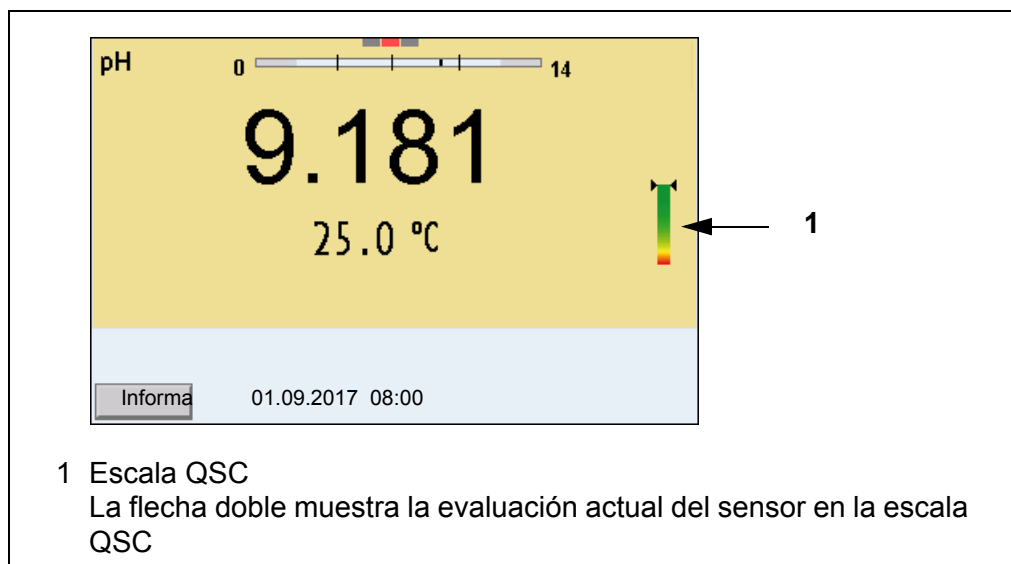 pH
0 14
9.181
25.0 °C
1
Informa 01.09.2017 08:00
1 Escala QSC
La flecha doble muestra la evaluación actual del sensor en la escala
QSC